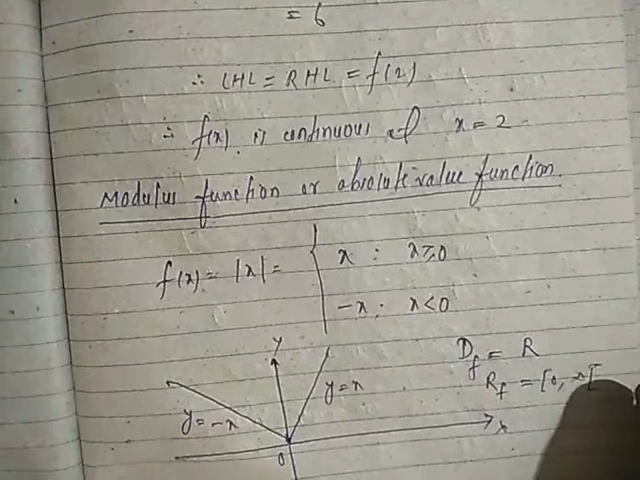 = 6
∴ LHL = RHL = f(2)
∴ f(x) is continuous at x = 2
Modulus function or absolute value function.
f(x) = |x| = { x : x ≥ 0
-x : x < 0
Y
D_f = R
y = x
R_f = [0, ∞[
y = -x
X
0